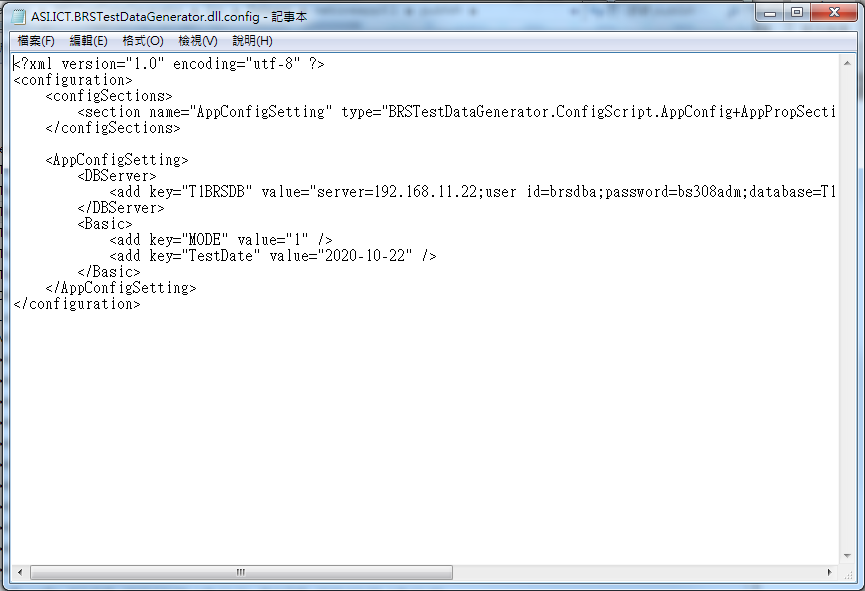 ASI.ICT.BRSTestDataGenerator.dll.config - 記事本
檔案(F) 編輯(E) 格式(O) 檢視(V) 說明(H)
<?xml version="1.0" encoding="utf-8" ?>
<configuration>
    <configSections>
        <section name="AppConfigSetting" type="BRSTestDataGenerator.ConfigScript.AppConfig+AppPropSecti
    </configSections>

    <AppConfigSetting>
        <DBServer>
            <add key="T1BRSDB" value="server=192.168.11.22;user id=brsdba;password=bs308adm;database=T1
        </DBServer>
        <Basic>
            <add key="MODE" value="1" />
            <add key="TestDate" value="2020-10-22" />
        </Basic>
    </AppConfigSetting>
</configuration>